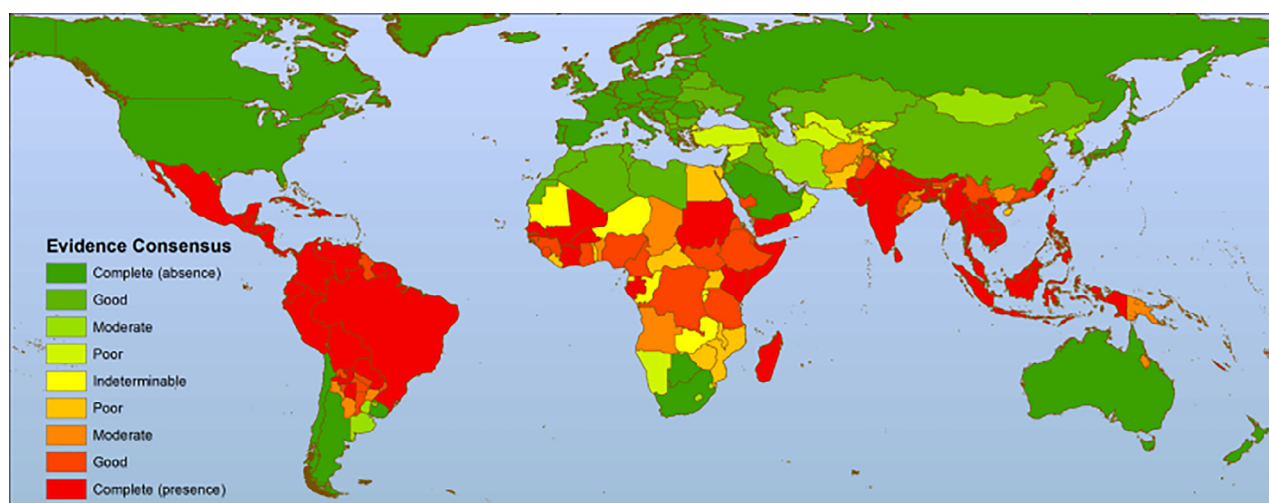 Evidence Consensus
Complete (absence)
Good
Moderate
Poor
Indeterminable
Poor
Moderate
Good
Complete (presence)